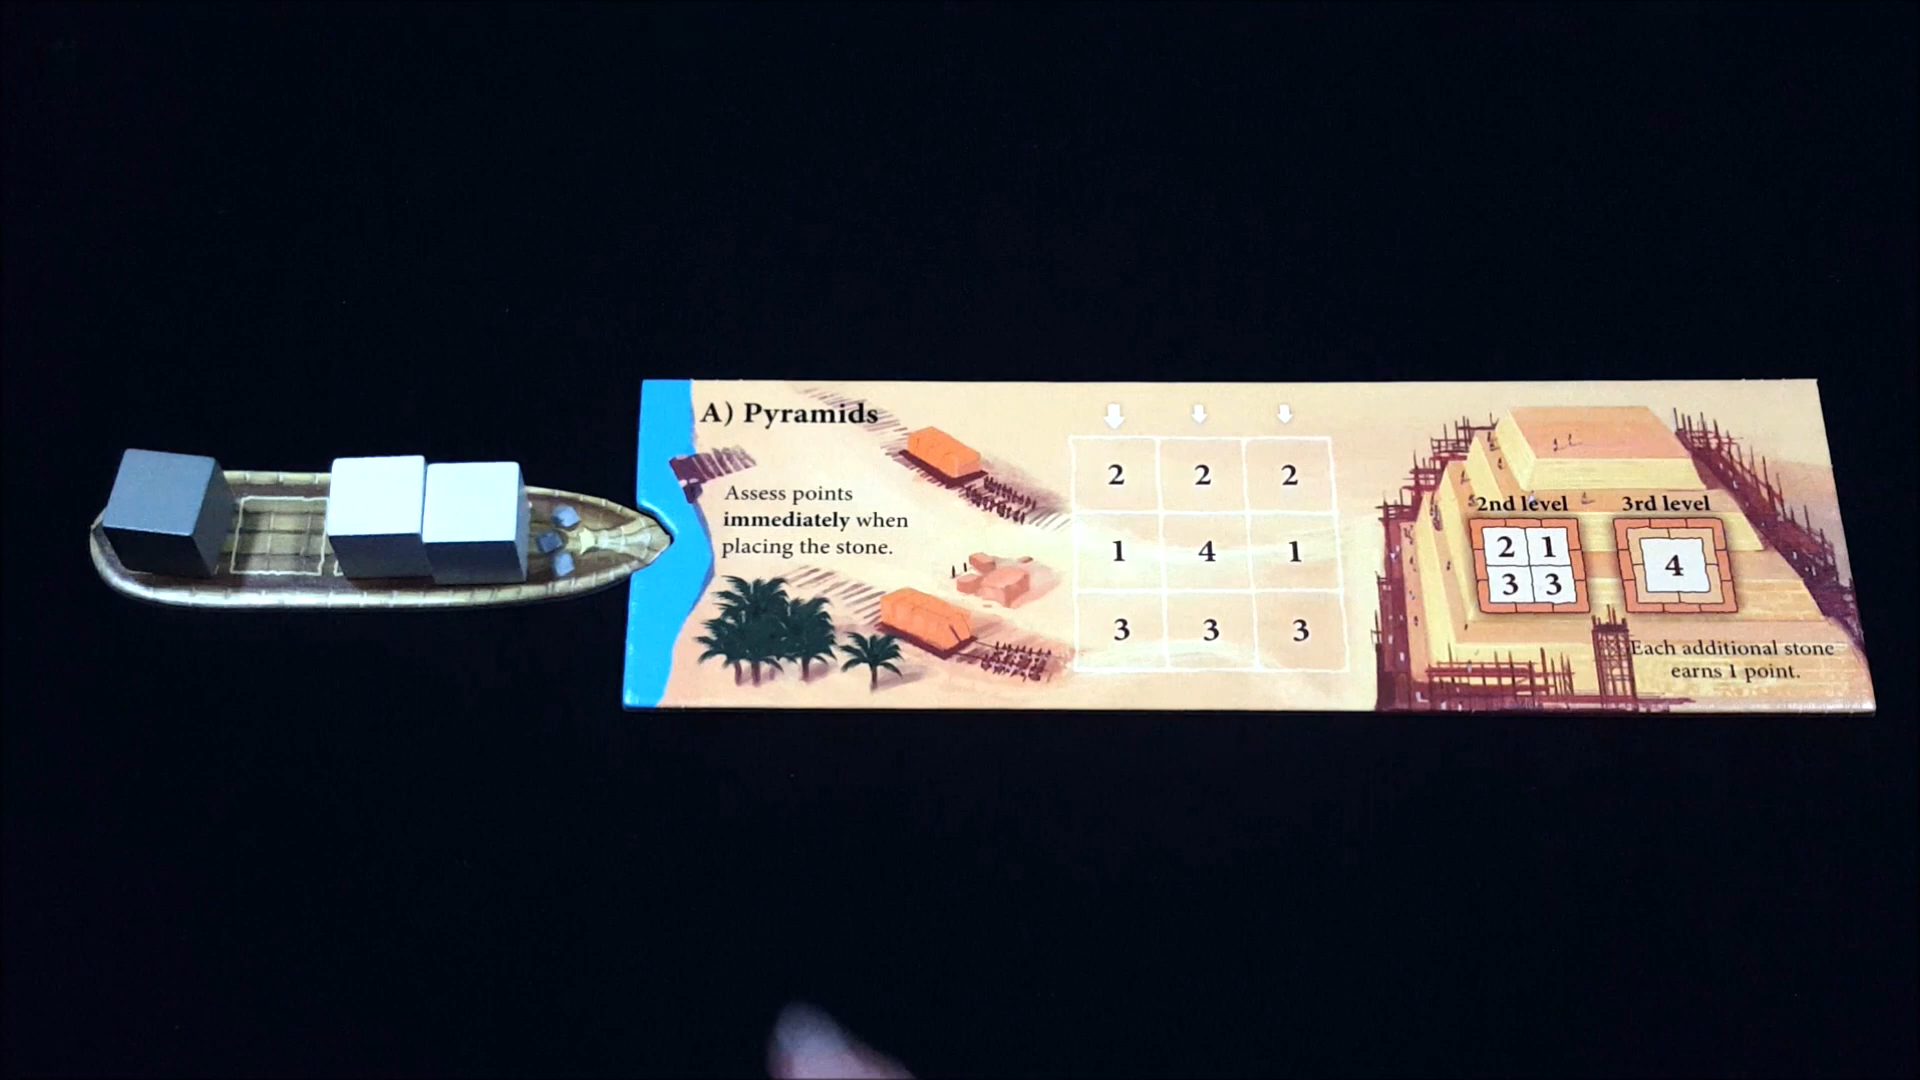 A) Pyramids
Assess points
immediately when
placing the stone.
2 2 2
1 4 1
3 3 3
2nd level
2 1
3 3
3rd level
4
Each additional stone
earns 1 point.